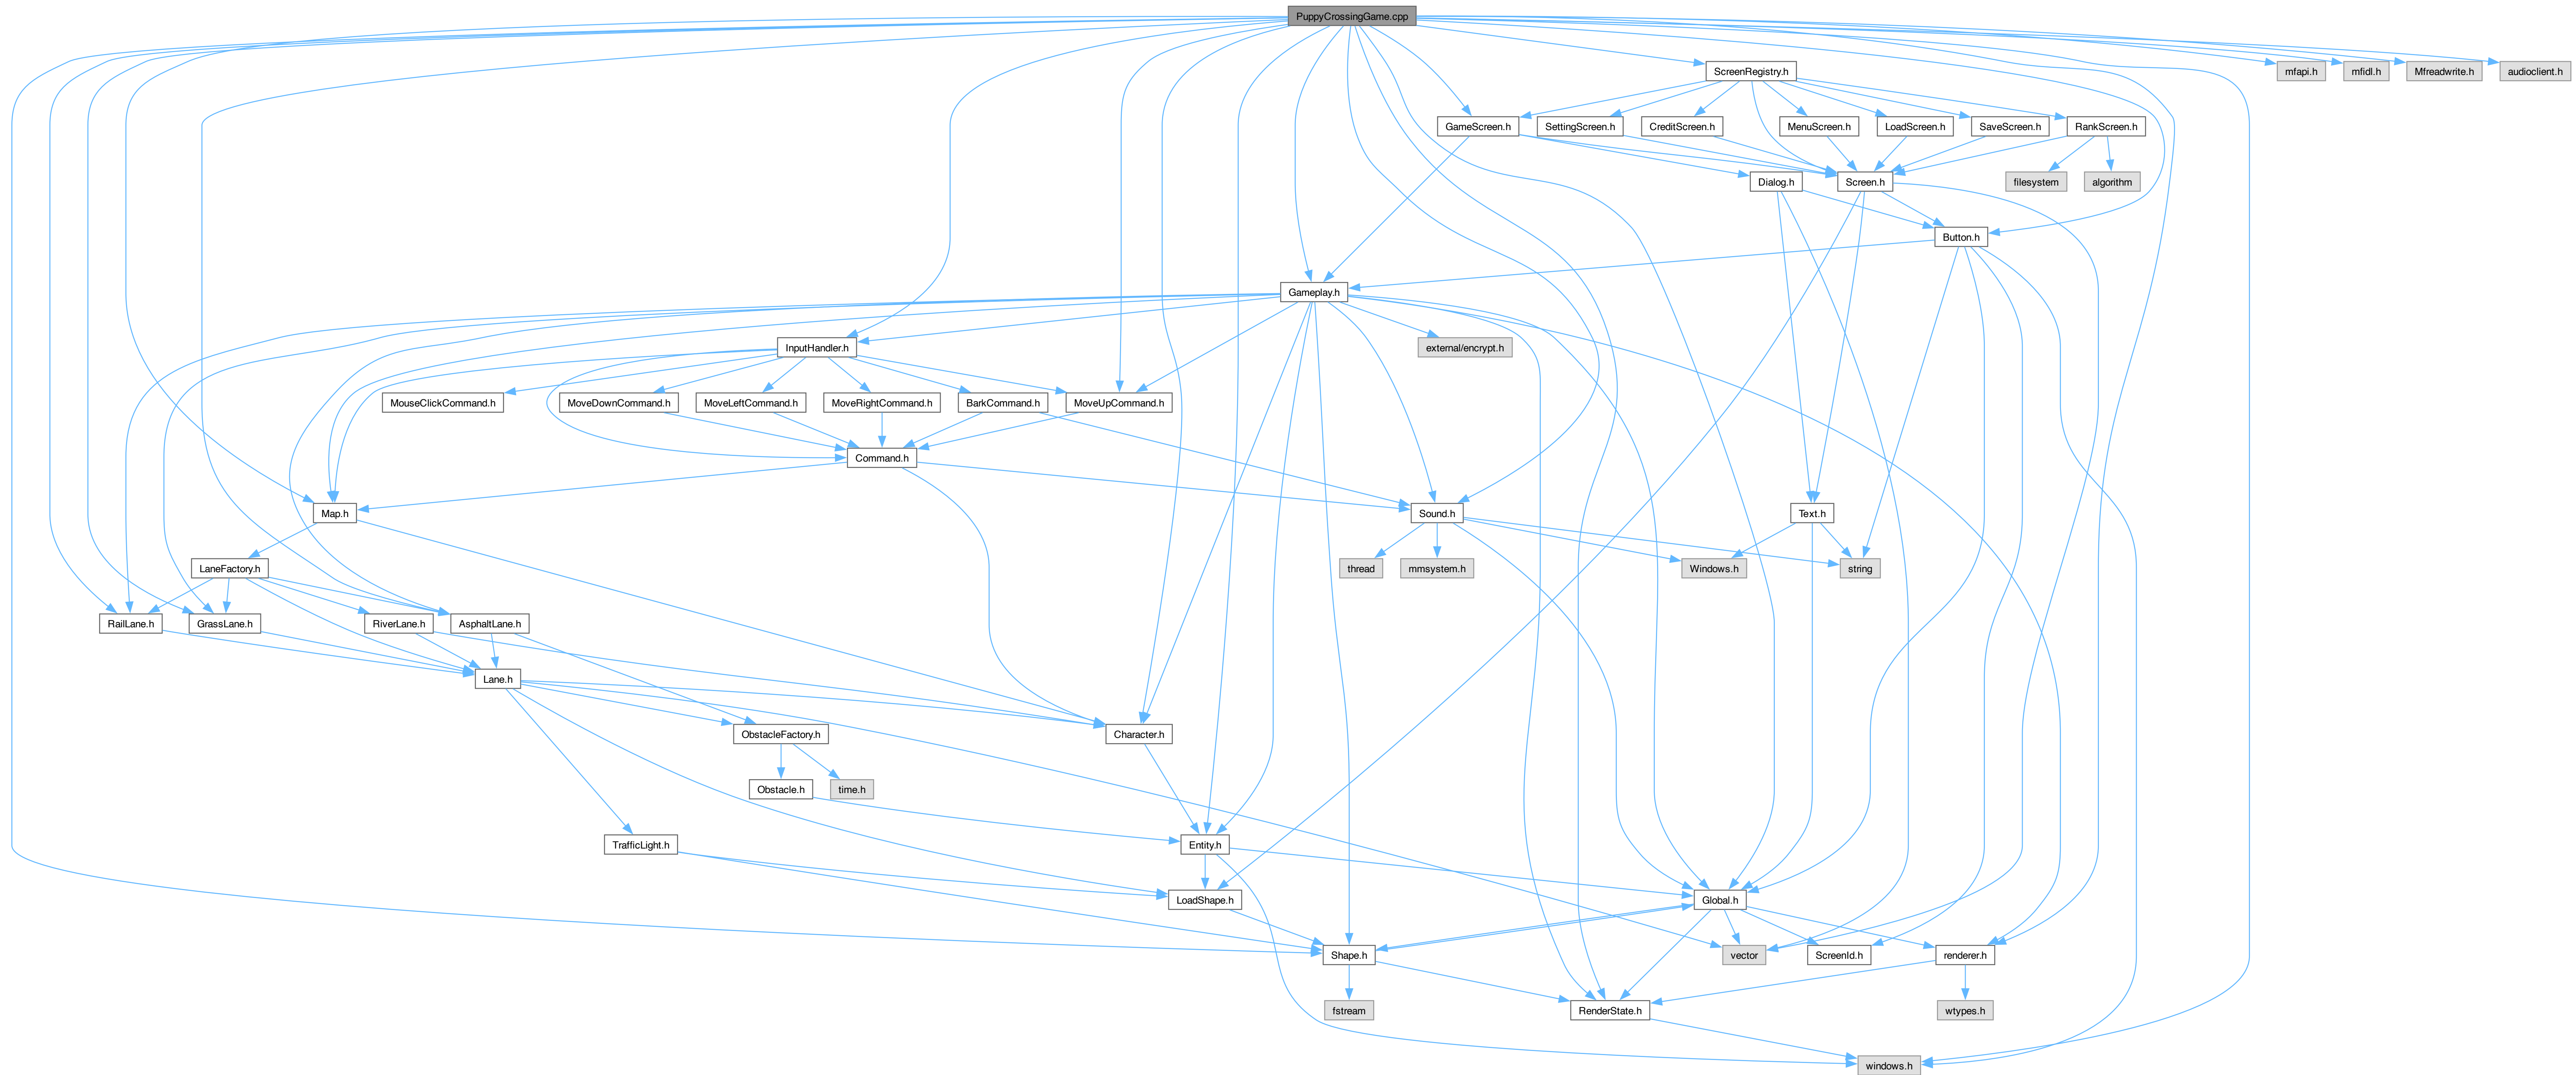 PuppyCrossingGame.cpp
ScreenRegistry.h
mfapi.h
mfidl.h
Mfreadwrite.h
audioclient.h
GameScreen.h
SettingScreen.h
CreditScreen.h
MenuScreen.h
LoadScreen.h
SaveScreen.h
RankScreen.h
Dialog.h
Screen.h
filesystem
algorithm
Button.h
Gameplay.h
InputHandler.h
external/encrypt.h
MouseClickCommand.h
MoveDownCommand.h
MoveLeftCommand.h
MoveRightCommand.h
BarkCommand.h
MoveUpCommand.h
Command.h
Map.h
Sound.h
Text.h
LaneFactory.h
thread
mmsystem.h
Windows.h
string
RailLane.h
GrassLane.h
RiverLane.h
AsphaltLane.h
Lane.h
ObstacleFactory.h
Character.h
Obstacle.h
time.h
TrafficLight.h
Entity.h
LoadShape.h
Global.h
Shape.h
vector
ScreenId.h
renderer.h
fstream
RenderState.h
wtypes.h
windows.h